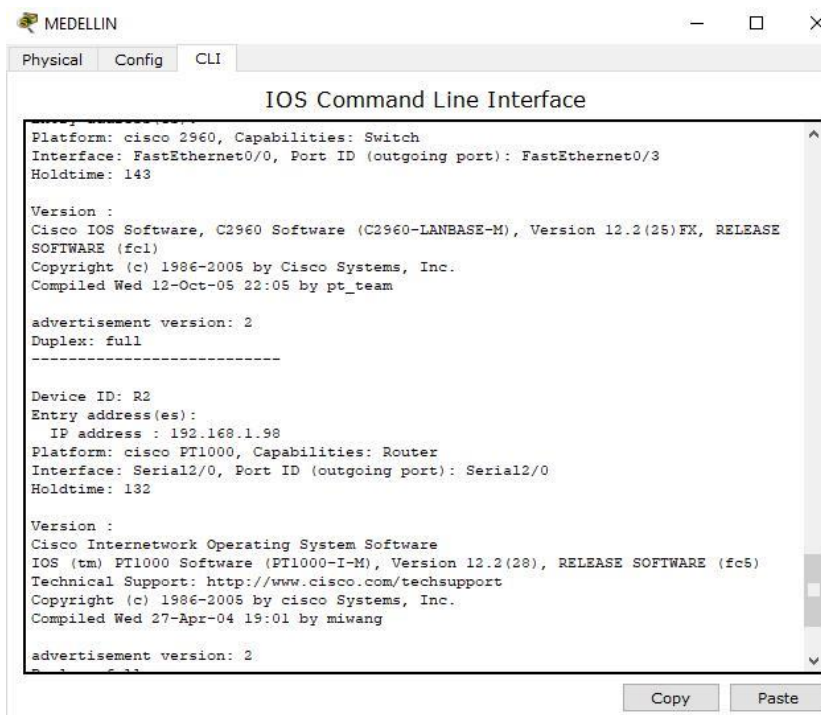 MEDELLIN
Physical Config CLI
IOS Command Line Interface
Platform: cisco 2960, Capabilities: Switch
Interface: FastEthernet0/0, Port ID (outgoing port): FastEthernet0/3
Holdtime: 143
Version :
Cisco IOS Software, C2960 Software (C2960-LANBASE-M), Version 12.2(25)FX, RELEASE
SOFTWARE (fc1)
Copyright (c) 1986-2005 by Cisco Systems, Inc.
Compiled Wed 12-Oct-05 22:05 by pt_team
advertisement version: 2
Duplex: full
---------------------------
Device ID: R2
Entry address(es):
IP address : 192.168.1.98
Platform: cisco PT1000, Capabilities: Router
Interface: Serial2/0, Port ID (outgoing port): Serial2/0
Holdtime: 132
Version :
Cisco Internetwork Operating System Software
IOS (tm) PT1000 Software (PT1000-I-M), Version 12.2(28), RELEASE SOFTWARE (fc5)
Technical Support: http://www.cisco.com/techsupport
Copyright (c) 1986-2005 by cisco Systems, Inc.
Compiled Wed 27-Apr-04 19:01 by miwang
advertisement version: 2
Copy Paste